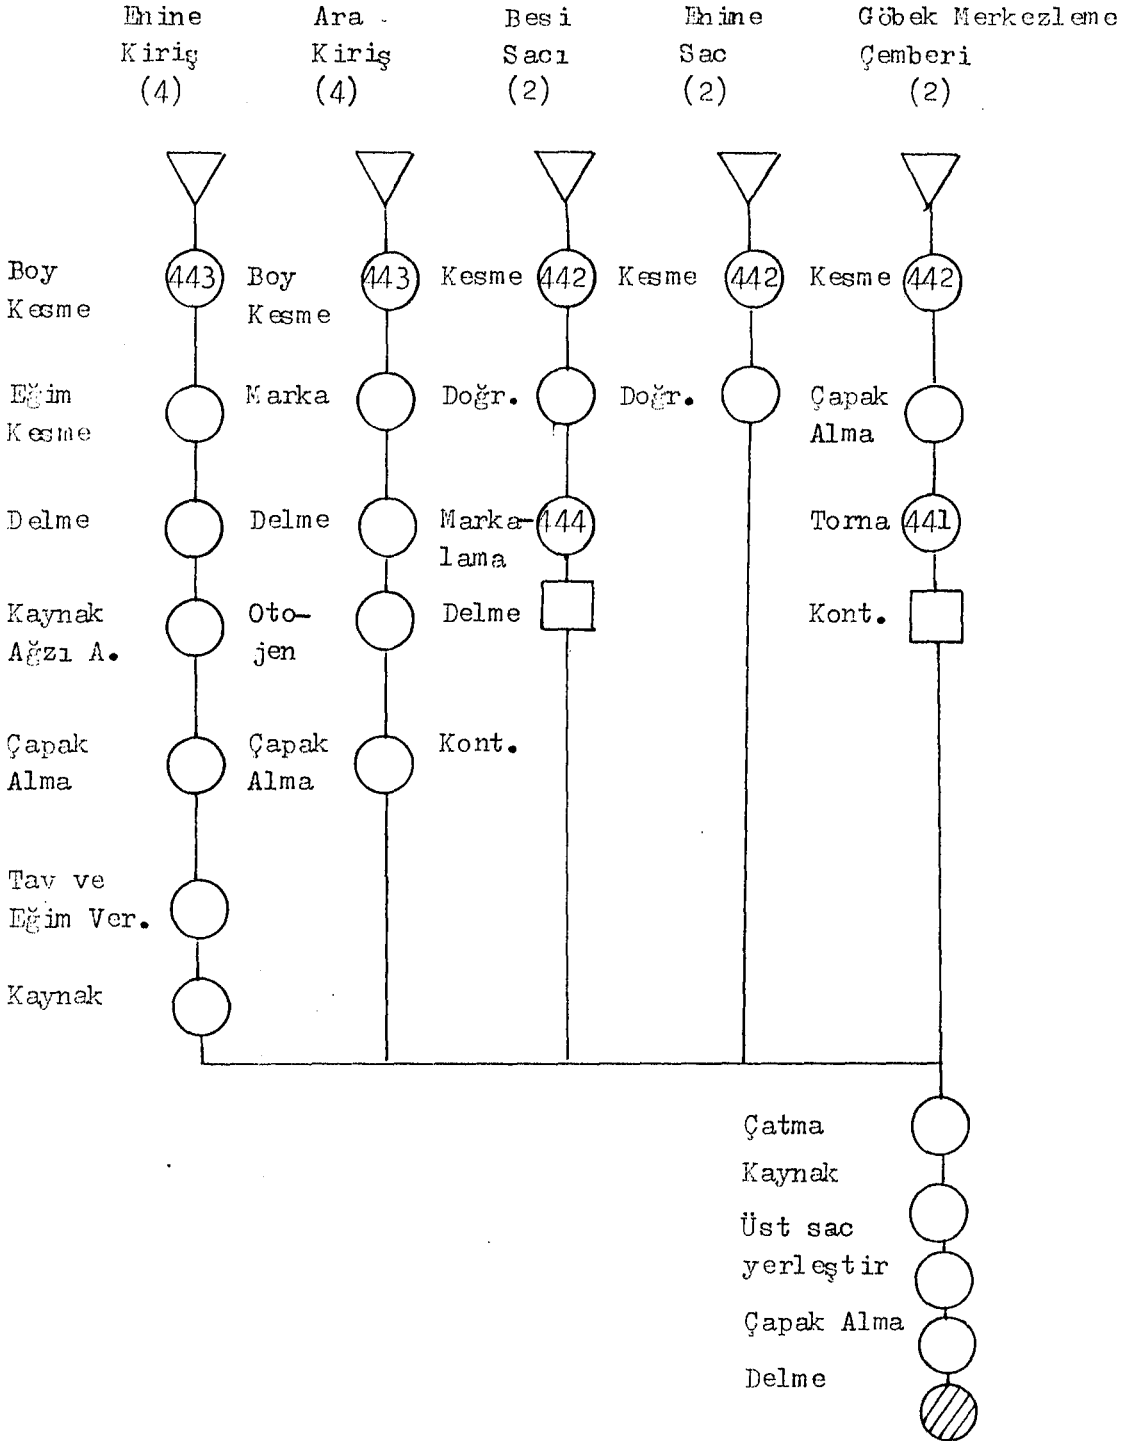 Enine
Kiriş
(4)
Ara
Kiriş
(4)
Besi
Sacı
(2)
Enine
Sac
(2)
Göbek Merkezleme
Çemberi
(2)
Boy
Kesme
443
Boy
Kesme
443
Kesme
442
Kesme
442
Kesme
442
Eğim
Kesme
Marka
Doğr.
Doğr.
Çapak
Alma
Delme
Delme
Marka-
lama
144
Torna
441
Kaynak
Ağzı A.
Oto-
jen
Delme
Kont.
Çapak
Alma
Çapak
Alma
Kont.
Tav ve
Eğim Ver.
Kaynak
Çatma
Kaynak
Üst sac
yerleştir
Çapak Alma
Delme